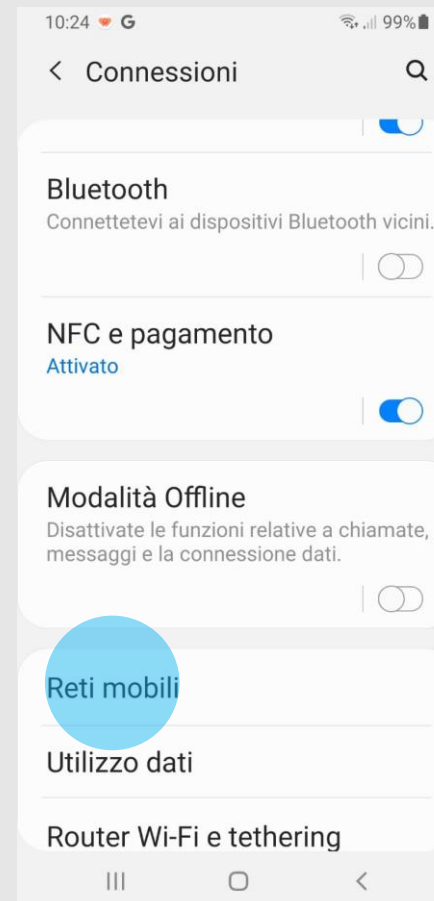 10:24 G 99%
Connessioni
Bluetooth
Connettetevi ai dispositivi Bluetooth vicini.
NFC e pagamento
Attivato
Modalità Offline
Disattivate le funzioni relative a chiamate,
messaggi e la connessione dati.
Reti mobili
Utilizzo dati
Router Wi-Fi e tethering